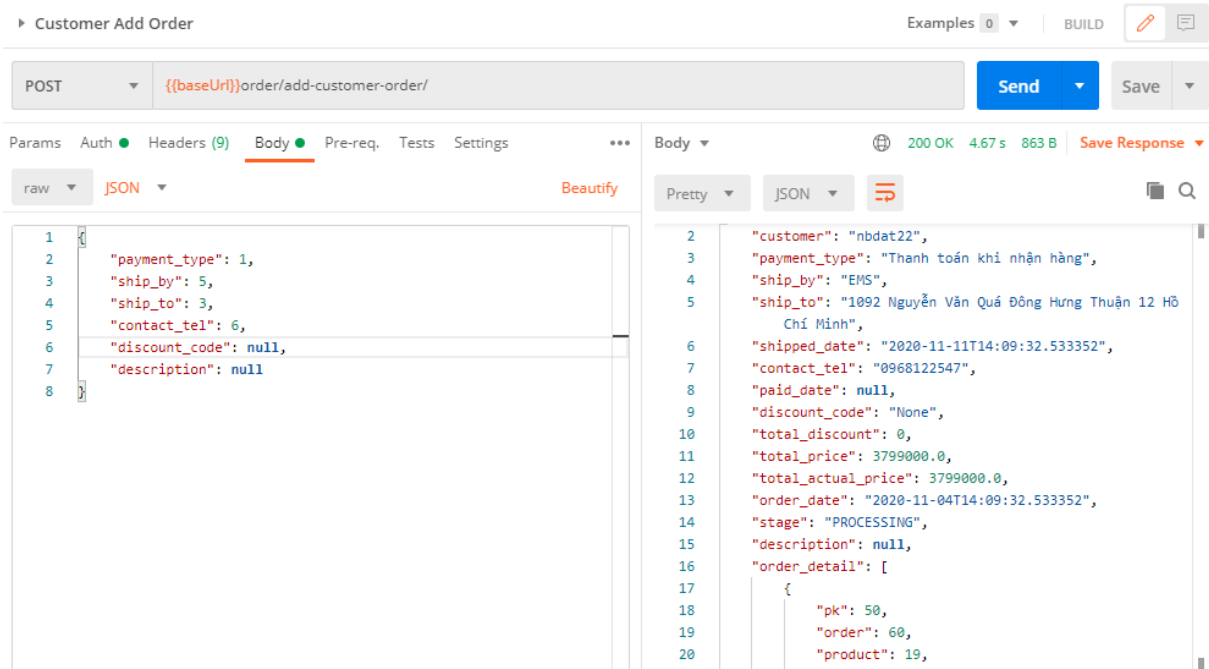 Customer Add Order
Examples 0 BUILD
POST {{baseUrl}}order/add-customer-order/ Send Save
Params Auth Headers (9) Body Pre-req. Tests Settings
raw JSON Beautify
1 {
2 "payment_type": 1,
3 "ship_by": 5,
4 "ship_to": 3,
5 "contact_tel": 6,
6 "discount_code": null,
7 "description": null
8 }
Body 200 OK 4.67 s 863 B Save Response
Pretty JSON
2 "customer": "nbdat22",
3 "payment_type": "Thanh toán khi nhận hàng",
4 "ship_by": "EMS",
5 "ship_to": "1092 Nguyễn Văn Quá Đông Hưng Thuận 12 Hồ
Chí Minh",
6 "shipped_date": "2020-11-11T14:09:32.533352",
7 "contact_tel": "0968122547",
8 "paid_date": null,
9 "discount_code": "None",
10 "total_discount": 0,
11 "total_price": 3799000.0,
12 "total_actual_price": 3799000.0,
13 "order_date": "2020-11-04T14:09:32.533352",
14 "stage": "PROCESSING",
15 "description": null,
16 "order_detail": [
17 {
18 "pk": 50,
19 "order": 60,
20 "product": 19,